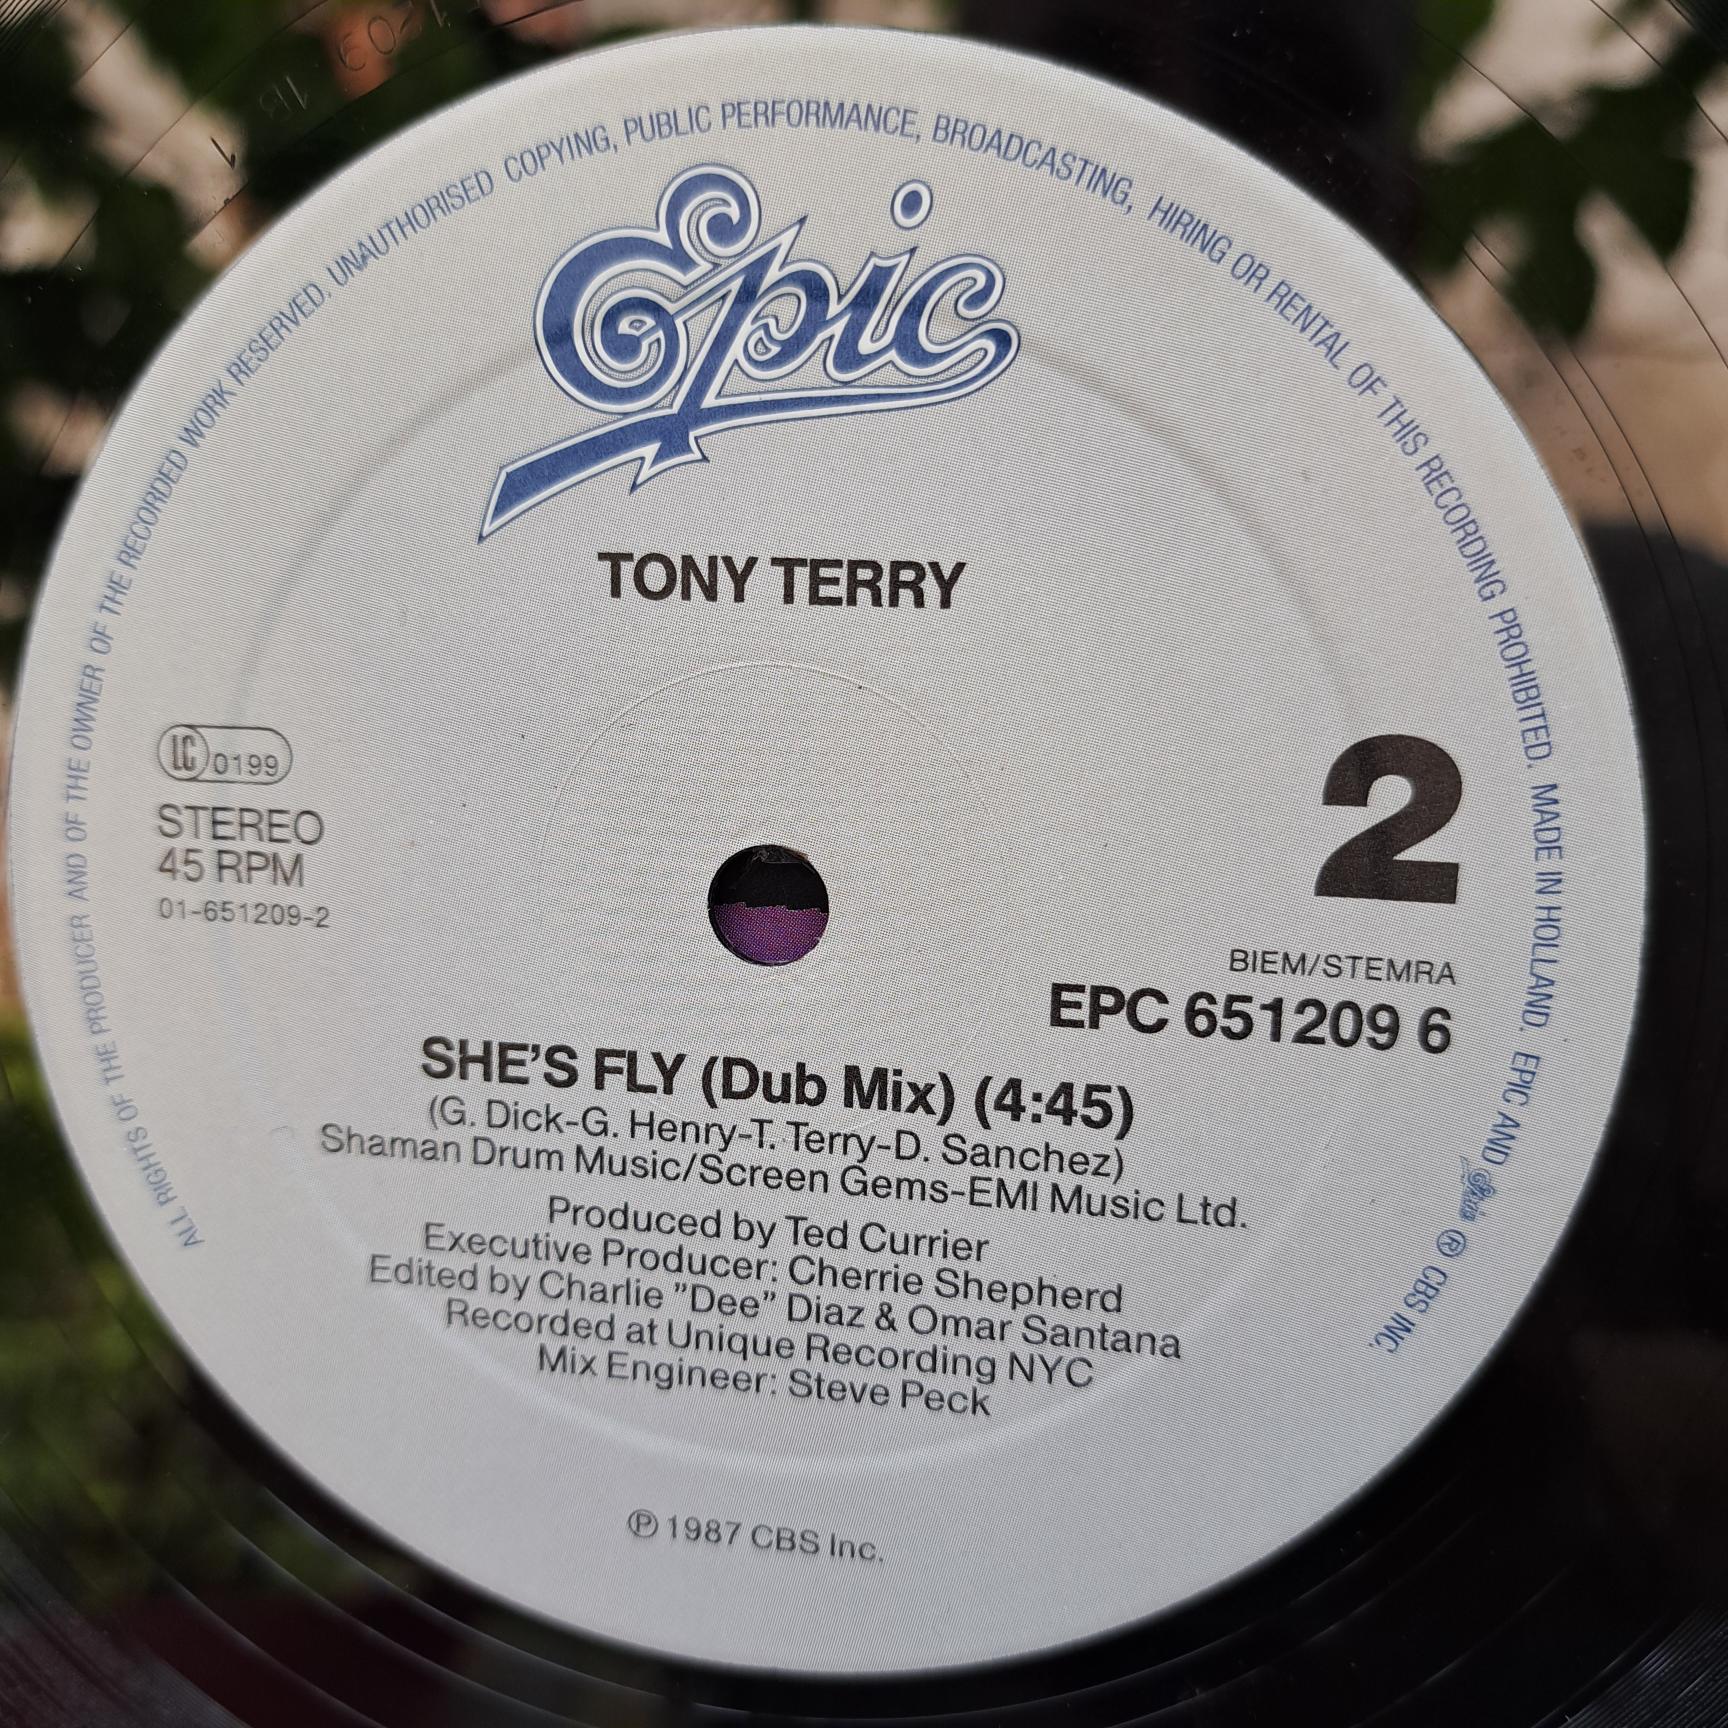 ALL RIGHTS OF THE PRODUCER AND OF THE OWNER OF THE RECORDED WORK RESERVED. UNAUTHORISED COPYING, PUBLIC PERFORMANCE, BROADCASTING, HIRING OR RENTAL OF THIS RECORDING PROHIBITED. MADE IN HOLLAND. EPIC AND Epic ® CBS INC.
Epic
TONY TERRY
LC 0199
STEREO
45 RPM
01-651209-2
2
BIEM/STEMRA
EPC 651209 6
SHE'S FLY (Dub Mix) (4:45)
(G. Dick-G. Henry-T. Terry-D. Sanchez)
Shaman Drum Music/Screen Gems-EMI Music Ltd.
Produced by Ted Currier
Executive Producer: Cherrie Shepherd
Edited by Charlie ”Dee” Diaz & Omar Santana
Recorded at Unique Recording NYC
Mix Engineer: Steve Peck
℗ 1987 CBS Inc.